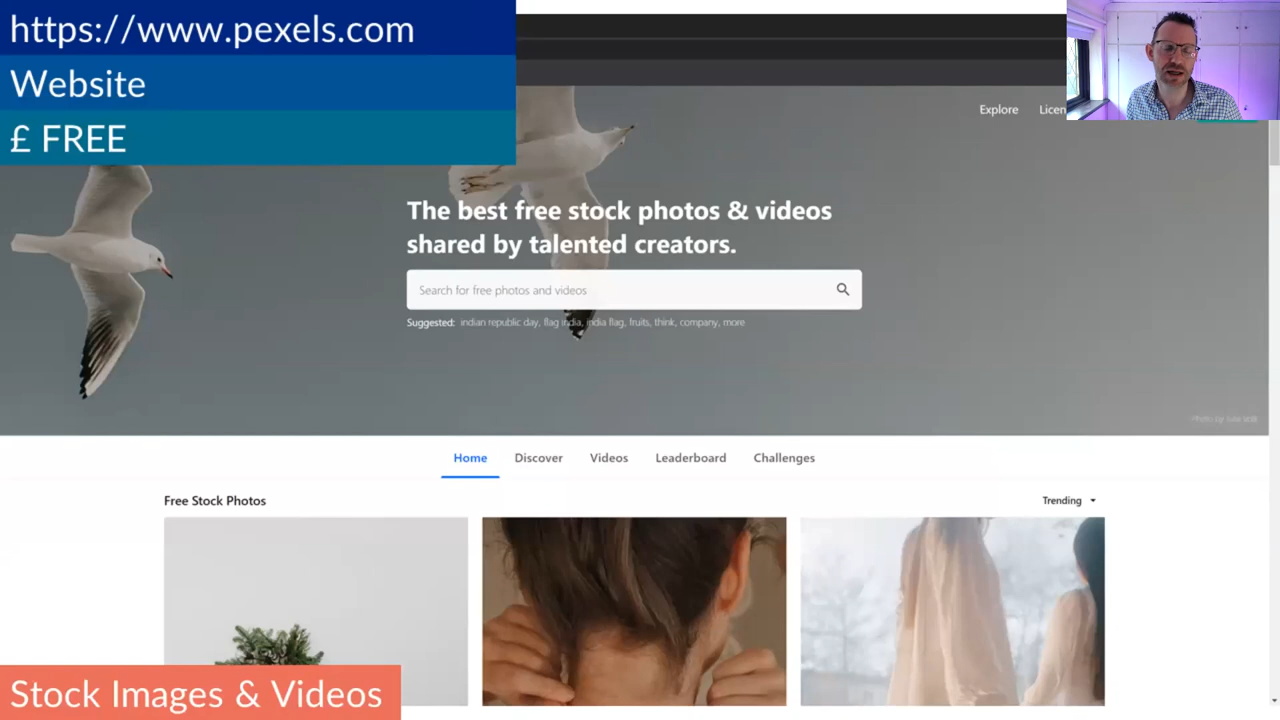 https://www.pexels.com
Website
£ FREE
Explore
The best free stock photos & videos
shared by talented creators.
Search for free photos and videos
Suggested: indian republic day, flag india, india flag, fruits, think, company, more
Photo by
Home Discover Videos Leaderboard Challenges
Free Stock Photos
Trending
Stock Images & Videos